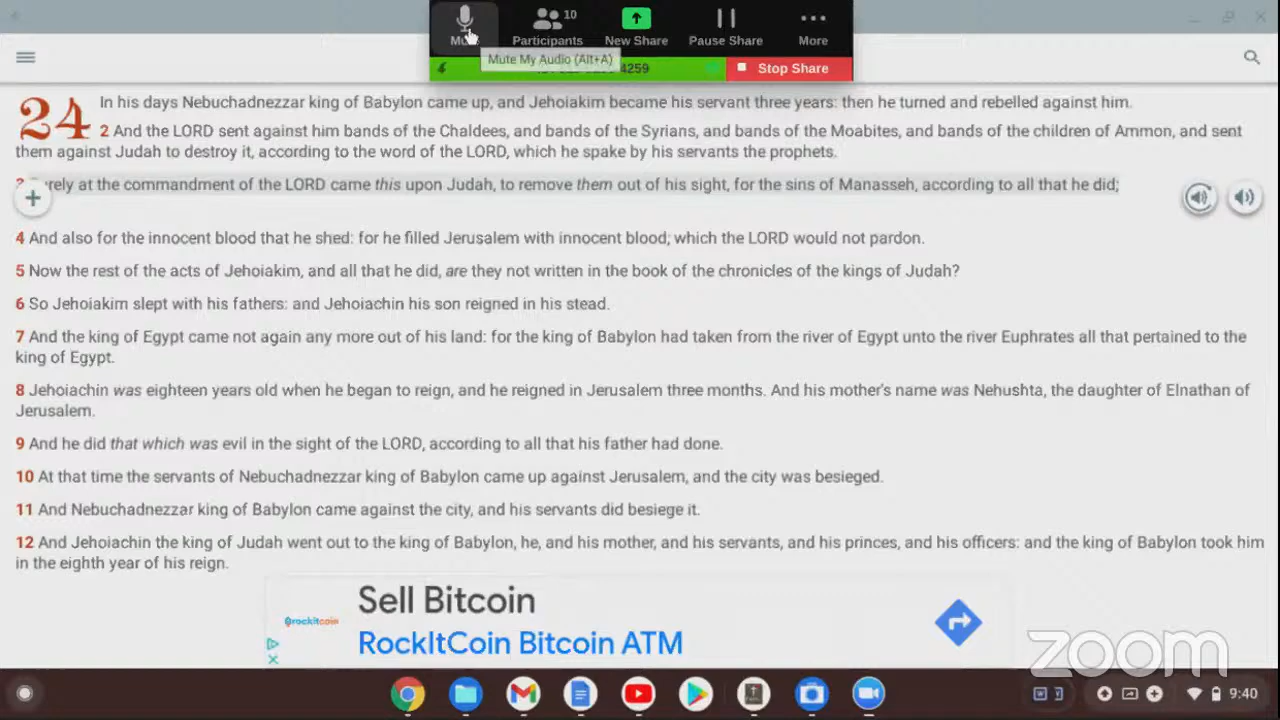 10
Mute
Participants
New Share
Pause Share
More
Mute My Audio (Alt+A)
4259
Stop Share
24 In his days Nebuchadnezzar king of Babylon came up, and Jehoiakim became his servant three years: then he turned and rebelled against him.
2 And the LORD sent against him bands of the Chaldees, and bands of the Syrians, and bands of the Moabites, and bands of the children of Ammon, and sent
them against Judah to destroy it, according to the word of the LORD, which he spake by his servants the prophets.
3 Surely at the commandment of the LORD came this upon Judah, to remove them out of his sight, for the sins of Manasseh, according to all that he did;
4 And also for the innocent blood that he shed: for he filled Jerusalem with innocent blood; which the LORD would not pardon.
5 Now the rest of the acts of Jehoiakim, and all that he did, are they not written in the book of the chronicles of the kings of Judah?
6 So Jehoiakim slept with his fathers: and Jehoiachin his son reigned in his stead.
7 And the king of Egypt came not again any more out of his land: for the king of Babylon had taken from the river of Egypt unto the river Euphrates all that pertained to the
king of Egypt.
8 Jehoiachin was eighteen years old when he began to reign, and he reigned in Jerusalem three months. And his mother's name was Nehushta, the daughter of Elnathan of
Jerusalem.
9 And he did that which was evil in the sight of the LORD, according to all that his father had done.
10 At that time the servants of Nebuchadnezzar king of Babylon came up against Jerusalem, and the city was besieged.
11 And Nebuchadnezzar king of Babylon came against the city, and his servants did besiege it.
12 And Jehoiachin the king of Judah went out to the king of Babylon, he, and his mother, and his servants, and his princes, and his officers: and the king of Babylon took him
in the eighth year of his reign.
Sell Bitcoin
rockitcoin
RockItCoin Bitcoin ATM
zoom
9:40